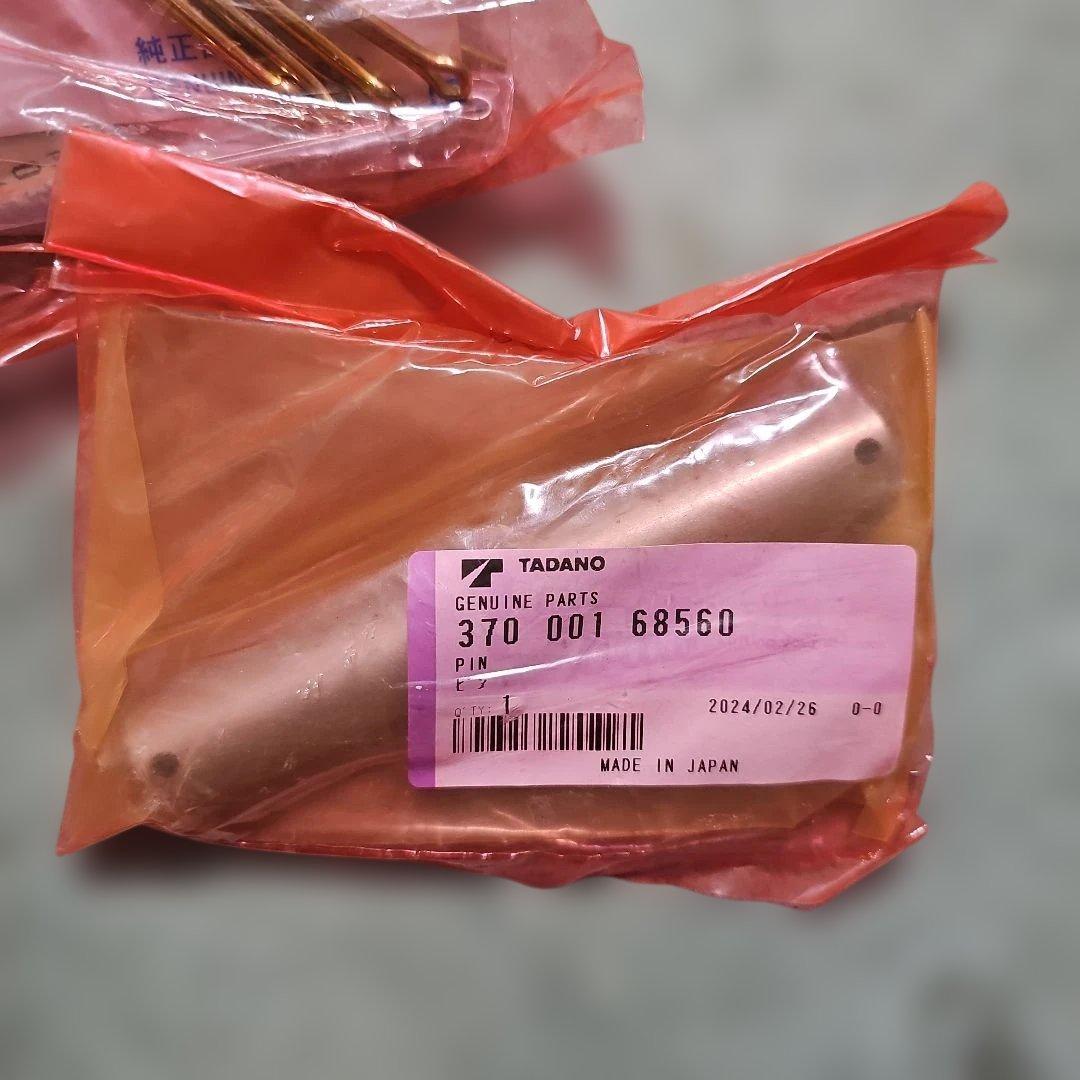 純正
TADANO
GENUINE PARTS
370 001 68560
PIN
Q'TY: 1
2024/02/26 0-0
MADE IN JAPAN